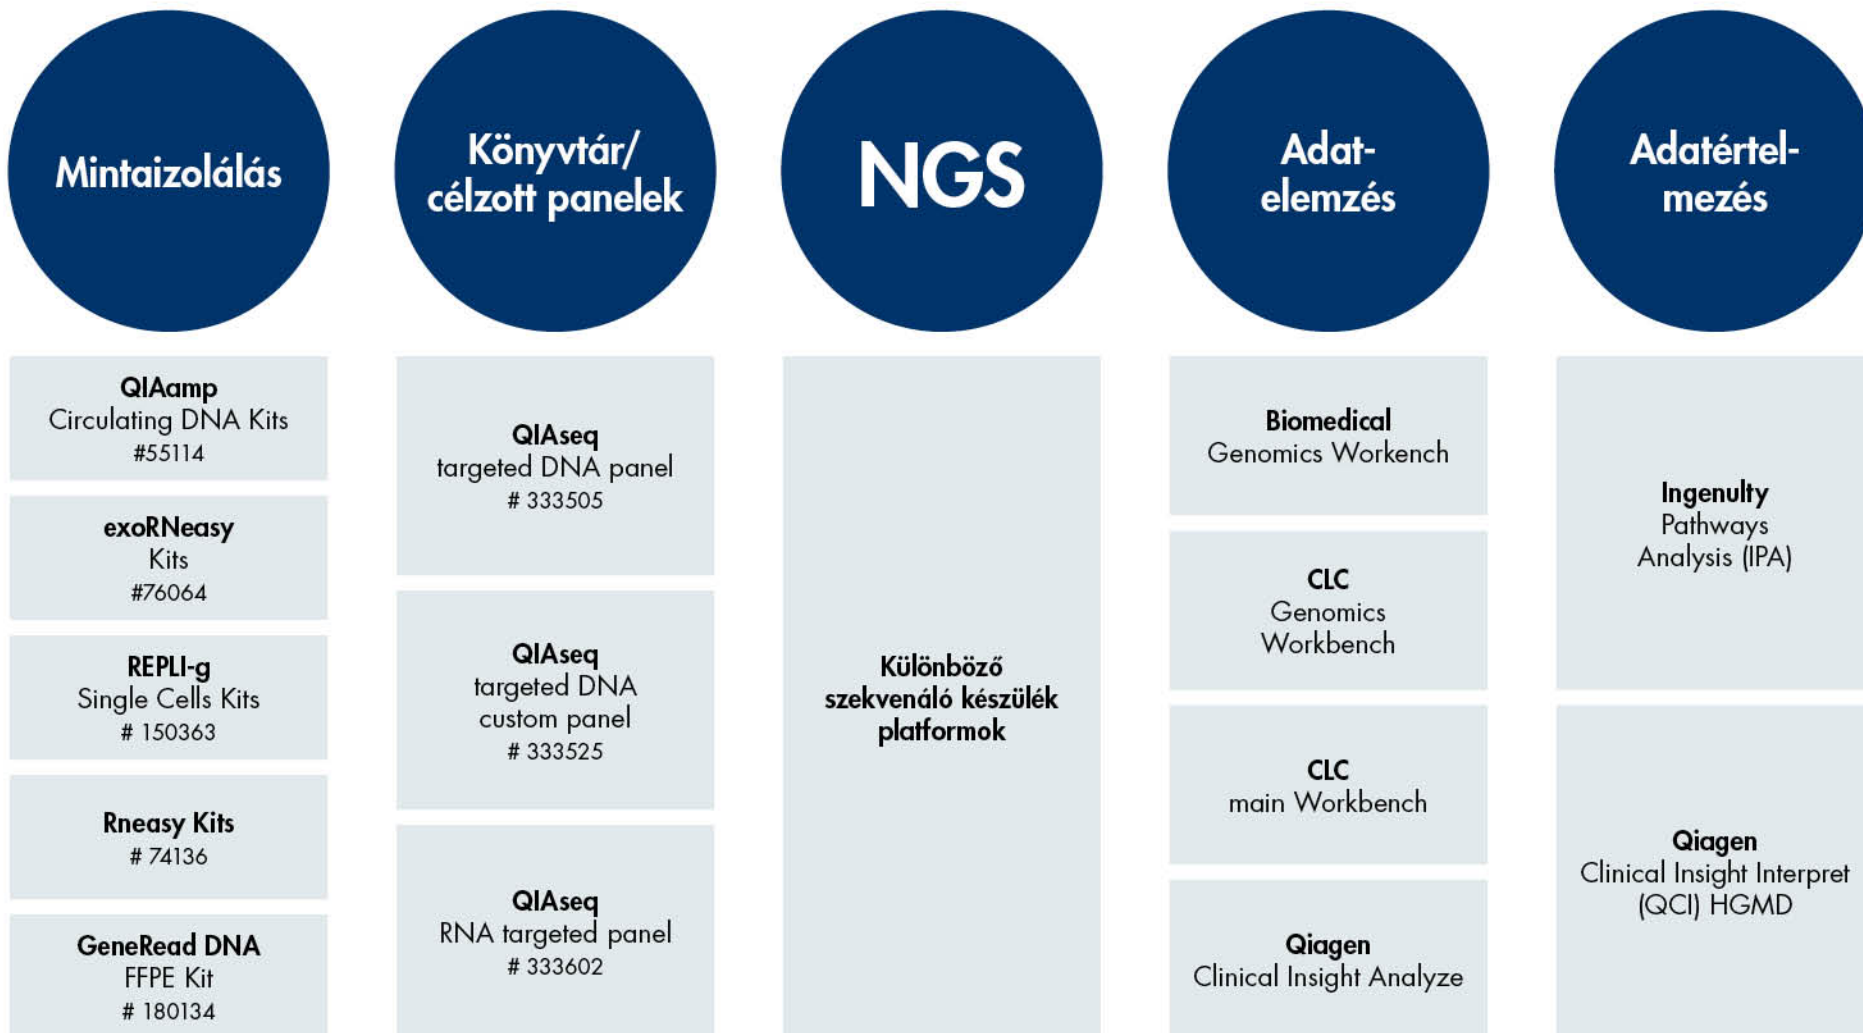 Mintaizolálás
Könyvtár/
célzott panelek
NGS
Adat-
elemzés
Adatértel-
mezés
QIAamp
Circulating DNA Kits
#55114
exoRNeasy
Kits
#76064
REPLI-g
Single Cells Kits
# 150363
Rneasy Kits
# 74136
GeneRead DNA
FFPE Kit
# 180134
QIAseq
targeted DNA panel
# 333505
QIAseq
targeted DNA
custom panel
# 333525
QIAseq
RNA targeted panel
# 333602
Különböző
szekvenáló készülék
platformok
Biomedical
Genomics Workench
CLC
Genomics
Workbench
CLC
main Workbench
Qiagen
Clinical Insight Analyze
Ingenulty
Pathways
Analysis (IPA)
Qiagen
Clinical Insight Interpret
(QCI) HGMD